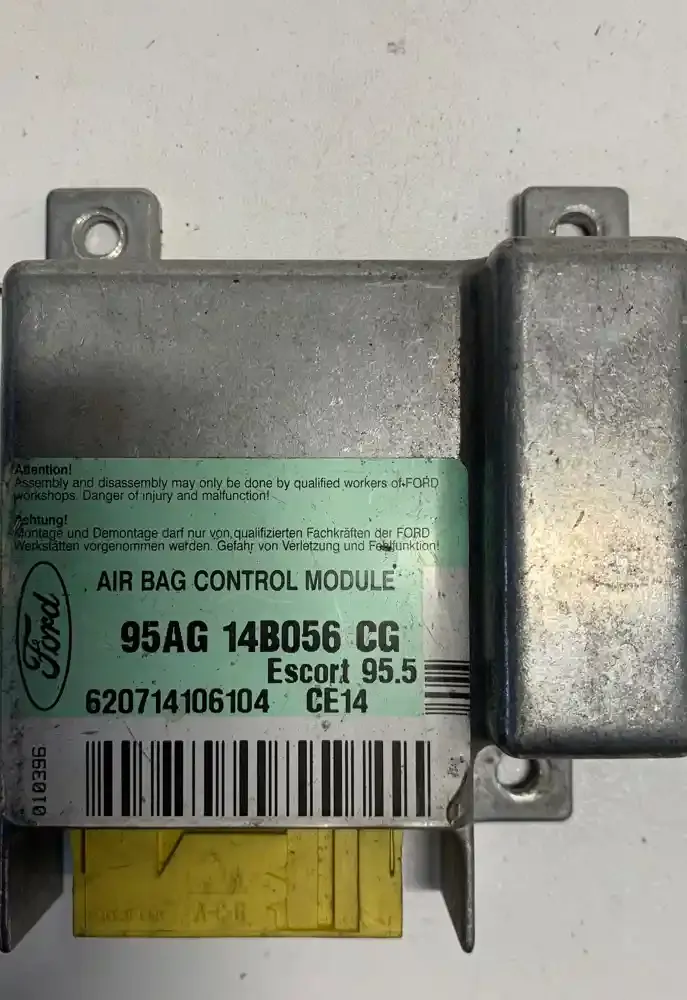 Attention!
Assembly and disassembly may only be done by qualified workers of FORD
workshops. Danger of injury and malfunction!
Achtung!
Montage und Demontage darf nur von qualifizierten Fachkräften der FORD
Werkstätten vorgenommen werden. Gefahr von Verletzung und Fehlfunktion!
AIR BAG CONTROL MODULE
Ford
95AG 14B056 CG
Escort 95.5
620714106104 CE14
010396
A
A-C-B